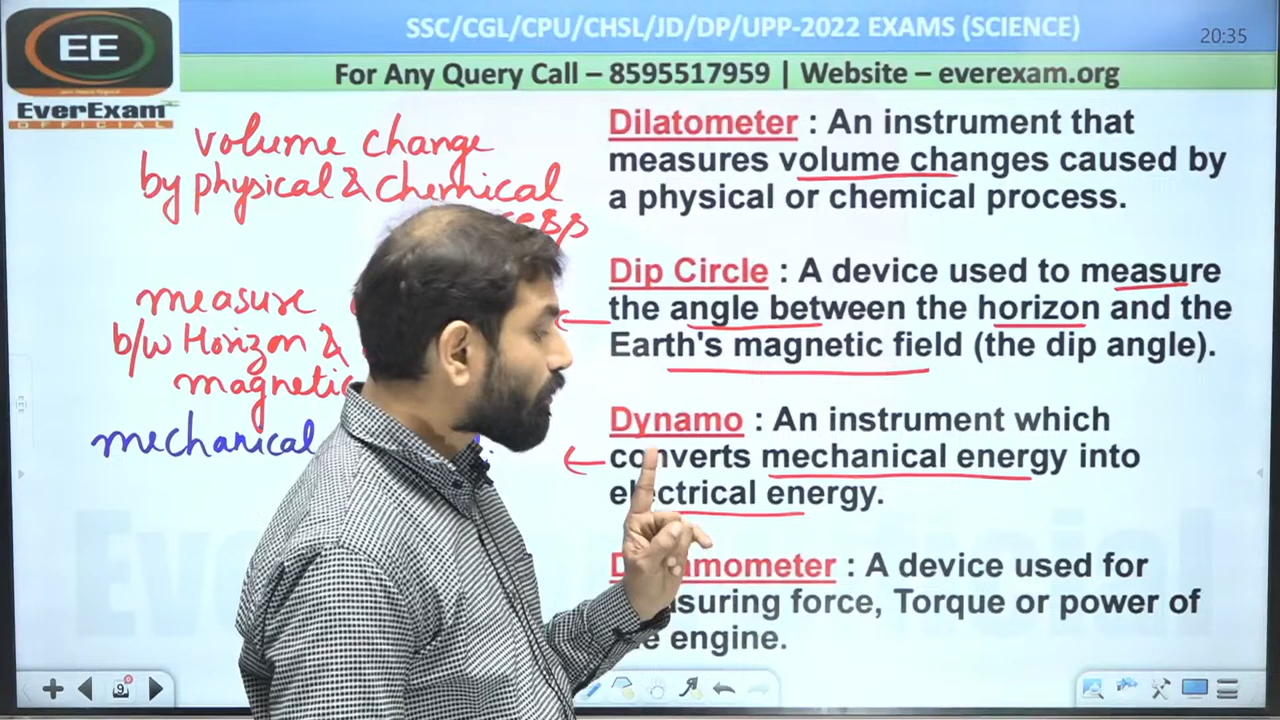 SSC/CGL/CPU/CHSL/JD/DP/UPP-2022 EXAMS (SCIENCE)
20:35
For Any Query Call – 8595517959 | Website – everexam.org
EE
EverExam
OFFICIAL
volume change
by physical & chemical
Dilatometer : An instrument that
measures volume changes caused by
a physical or chemical process.
measure
b/w Horizon &
magnetic
Dip Circle : A device used to measure
the angle between the horizon and the
Earth's magnetic field (the dip angle).
mechanical
Dynamo : An instrument which
converts mechanical energy into
electrical energy.
: A device used for
force, Torque or power of
engine.
9